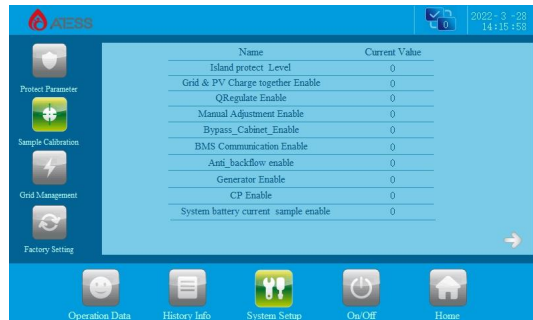 ATESS
0
2022-3-28
14:15:58
Protect Parameter
Sample Calibration
Grid Management
Factory Setting
Name Current Value
Island protect Level 0
Grid & PV Charge together Enable 0
QRegulate Enable 0
Manual Adjustment Enable 0
Bypass_Cabinet_Enable 0
BMS Communication Enable 0
Anti_backflow enable 0
Generator Enable 0
CP Enable 0
System battery current sample enable 0
Operation Data History Info System Setup On/Off Home